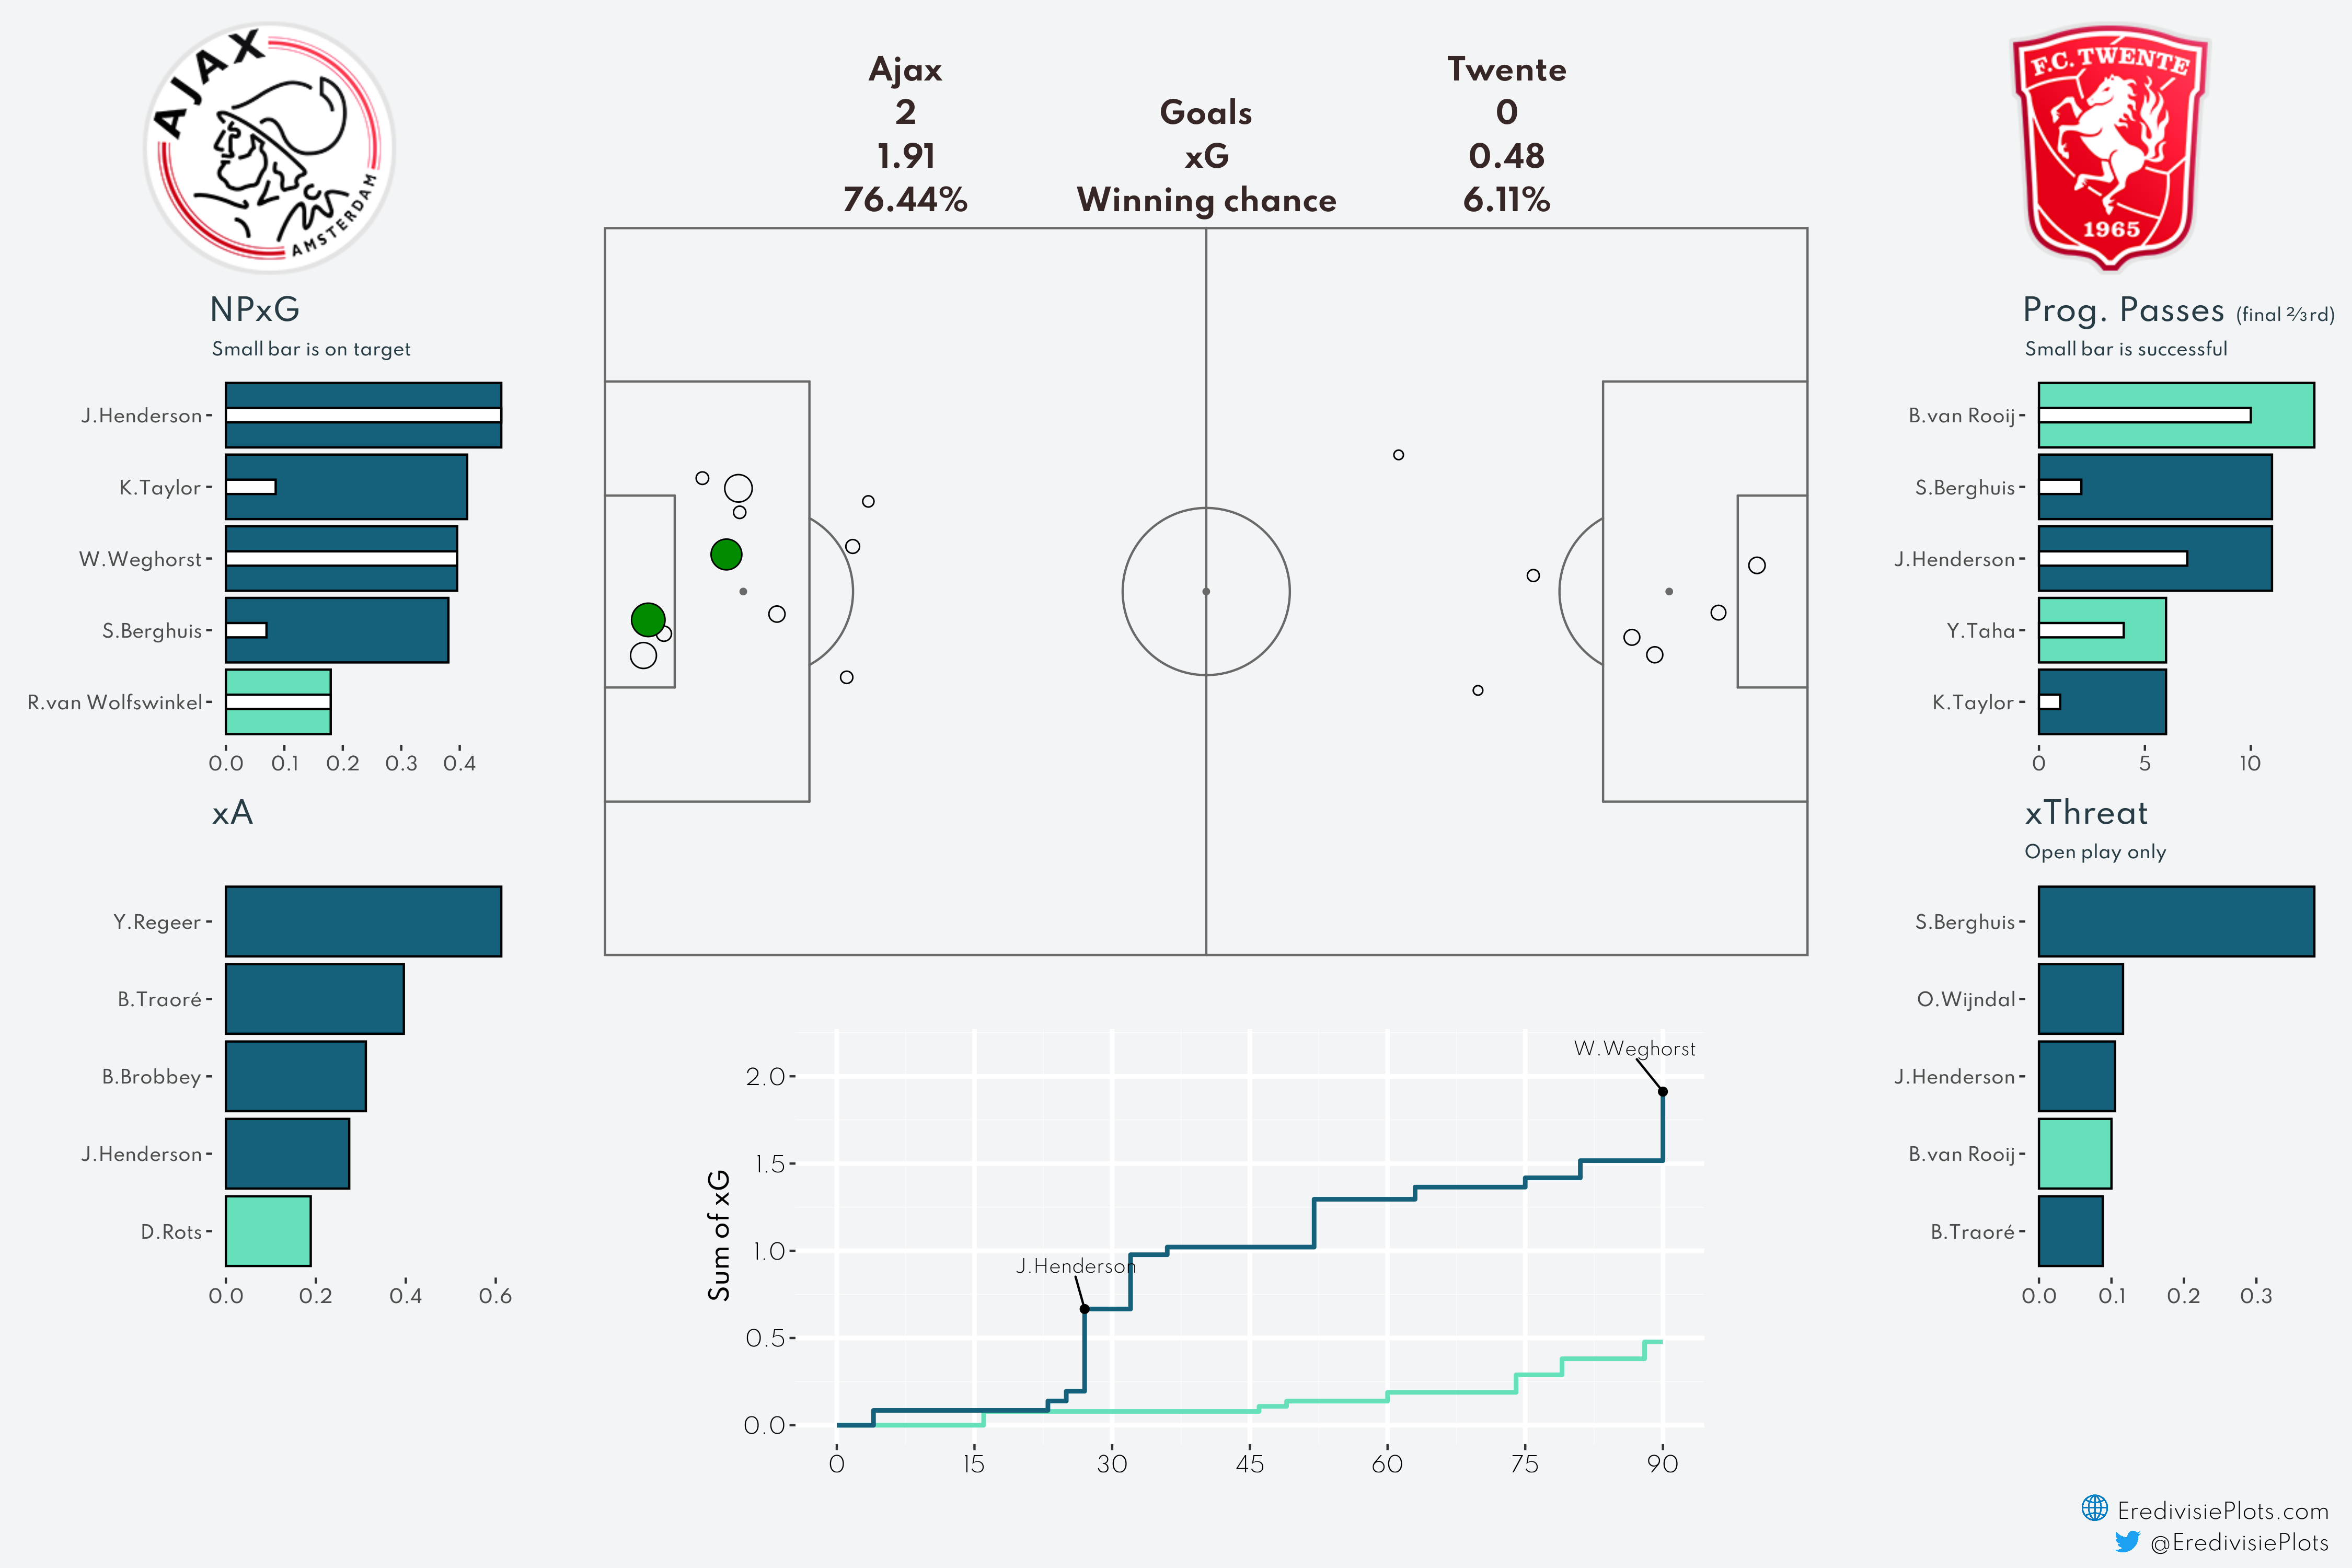 AJAX
AMSTERDAM
F.C. TWENTE
1965
Ajax Twente
2 Goals 0
1.91 xG 0.48
76.44% Winning chance 6.11%
NPxG
Small bar is on target
J.Henderson
K.Taylor
W.Weghorst
S.Berghuis
R.van Wolfswinkel
0.0 0.1 0.2 0.3 0.4
xA
Y.Regeer
B.Traoré
B.Brobbey
J.Henderson
D.Rots
0.0 0.2 0.4 0.6
Sum of xG
2.0
1.5
1.0
0.5
0.0
W.Weghorst
J.Henderson
0 15 30 45 60 75 90
Prog. Passes (final ⅔rd)
Small bar is successful
B.van Rooij
S.Berghuis
J.Henderson
Y.Taha
K.Taylor
0 5 10
xThreat
Open play only
S.Berghuis
O.Wijndal
J.Henderson
B.van Rooij
B.Traoré
0.0 0.1 0.2 0.3
EredivisiePlots.com
@EredivisiePlots